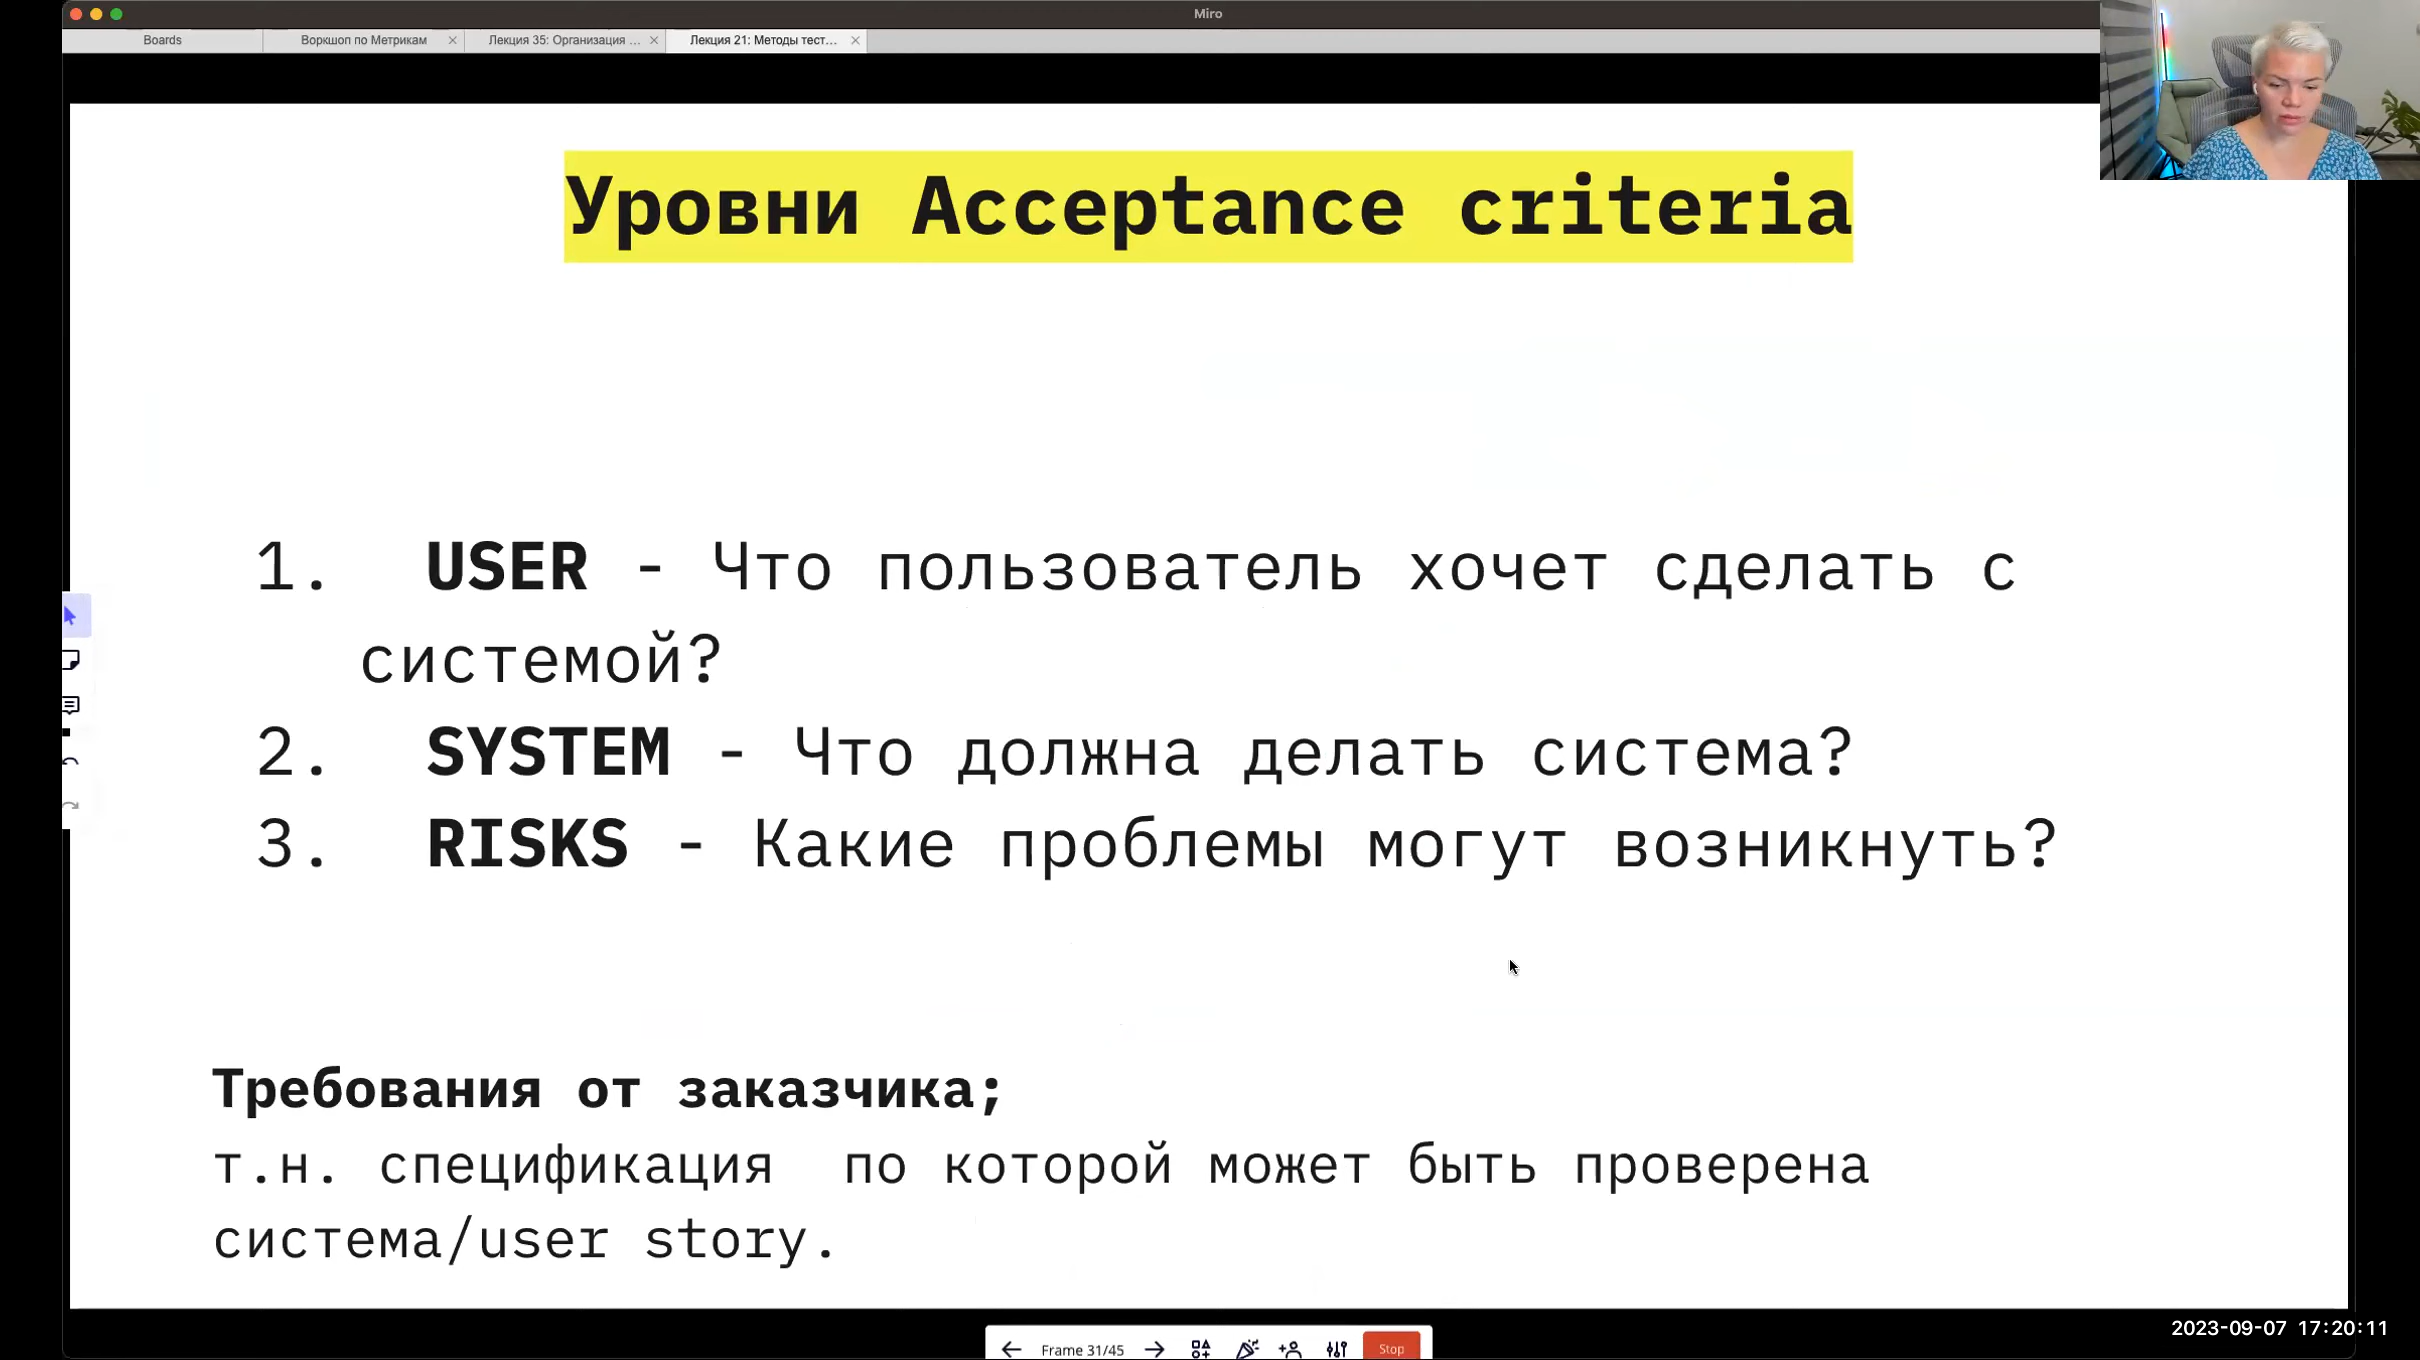 Miro
Boards
Воркшоп по Метрикам
Лекция 35: Организация ...
Лекция 21: Методы тест...
Уровни Acceptance criteria
1. USER - Что пользователь хочет сделать с
системой?
2. SYSTEM - Что должна делать система?
3. RISKS - Какие проблемы могут возникнуть?
Требования от заказчика;
т.н. спецификация по которой может быть проверена
система/user story.
2023-09-07 17:20:11
Frame 31/45
Stop